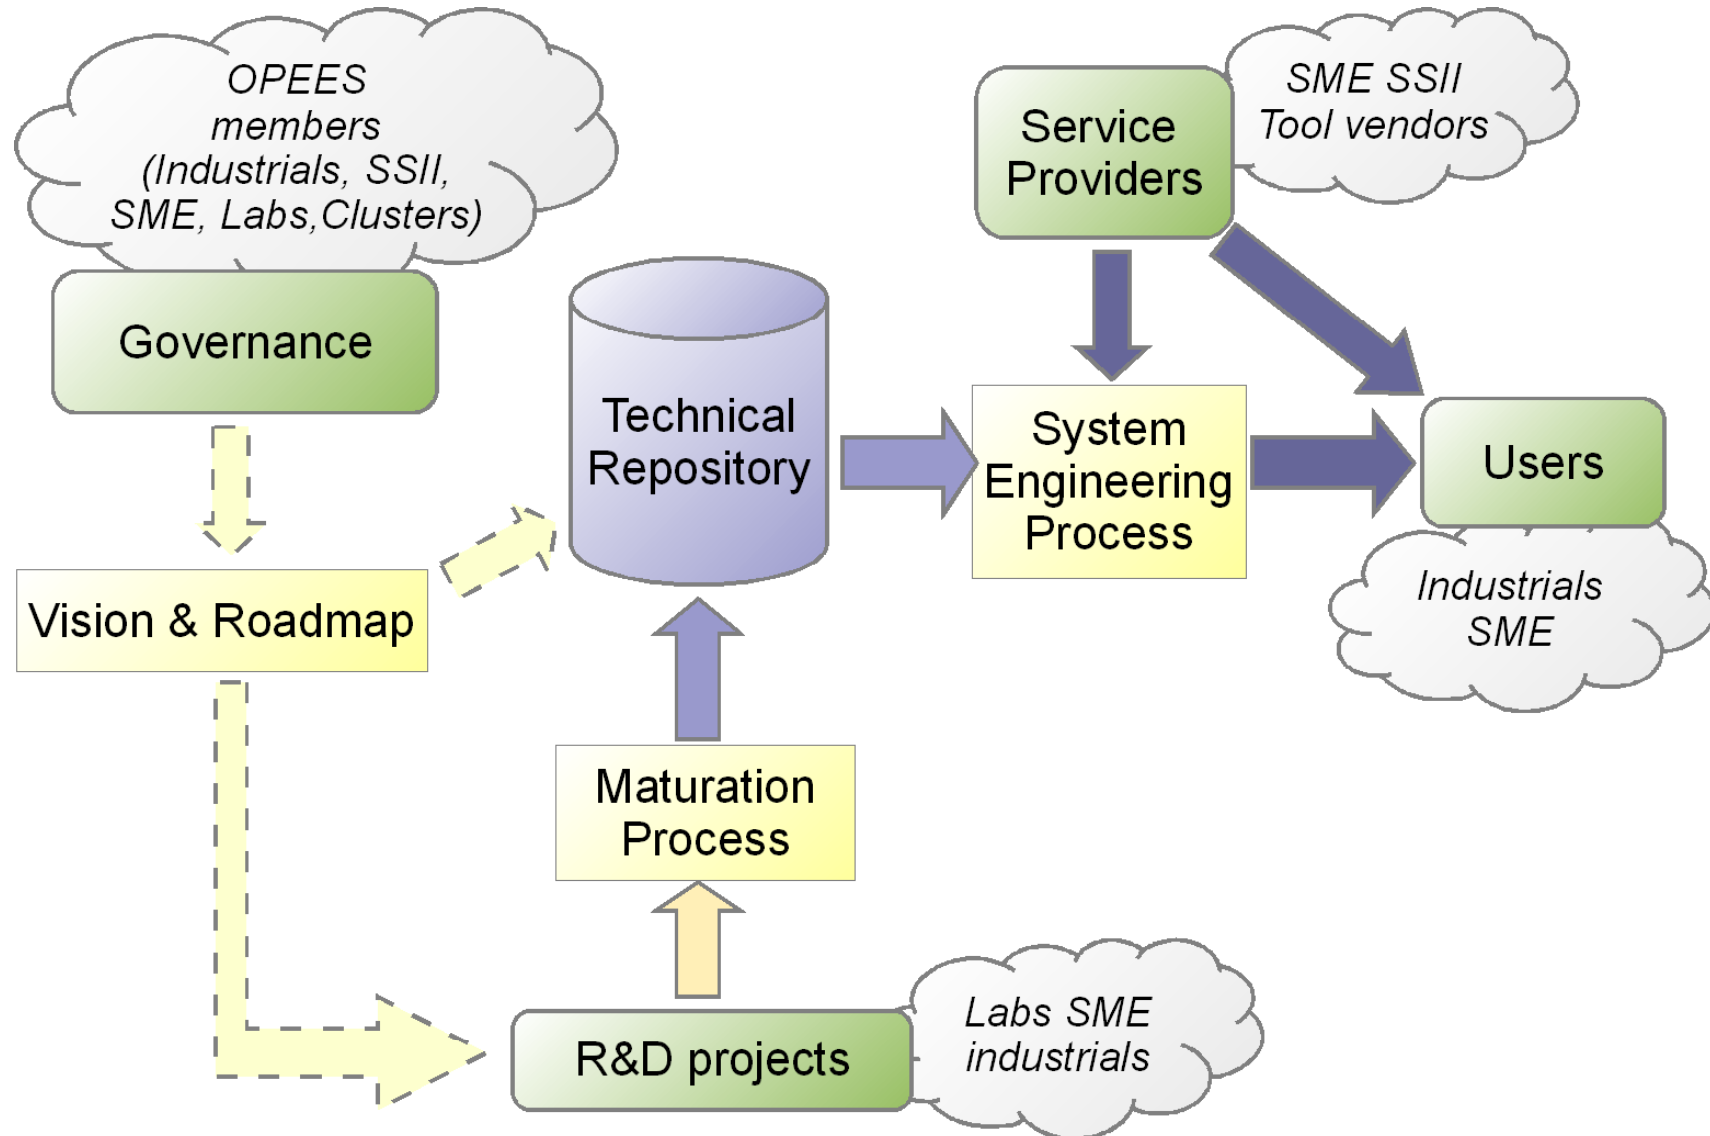 OPEES
members
(Industrials, SSII,
SME, Labs,Clusters)
Governance
SME SSII
Tool vendors
Service
Providers
Technical
Repository
System
Engineering
Process
Users
Industrials
SME
Vision & Roadmap
Maturation
Process
R&D projects
Labs SME
industrials